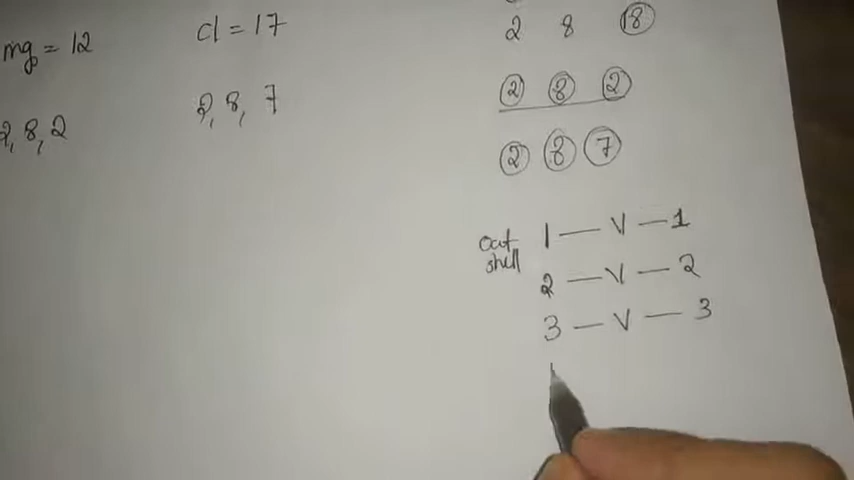 mg = 12
2, 8, 2
cl = 17
2, 8, 7
2 8 18
2 8 2
2 8 7
out shell
1 — V — 1
2 — V — 2
3 — V — 3